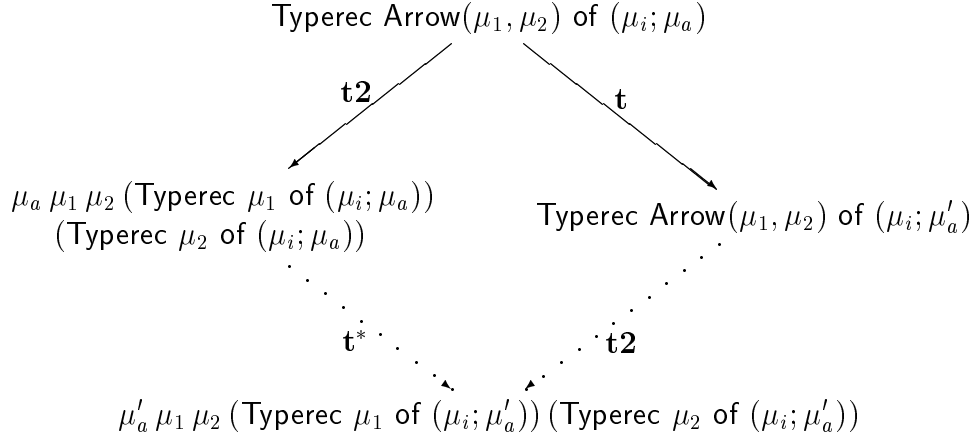 Typerec Arrow(μ₁, μ₂) of (μᵢ; μₐ)
t2
t
μₐ μ₁ μ₂ (Typerec μ₁ of (μᵢ; μₐ))
(Typerec μ₂ of (μᵢ; μₐ))
Typerec Arrow(μ₁, μ₂) of (μᵢ; μ′ₐ)
t*
t2
μ′ₐ μ₁ μ₂ (Typerec μ₁ of (μᵢ; μ′ₐ)) (Typerec μ₂ of (μᵢ; μ′ₐ))